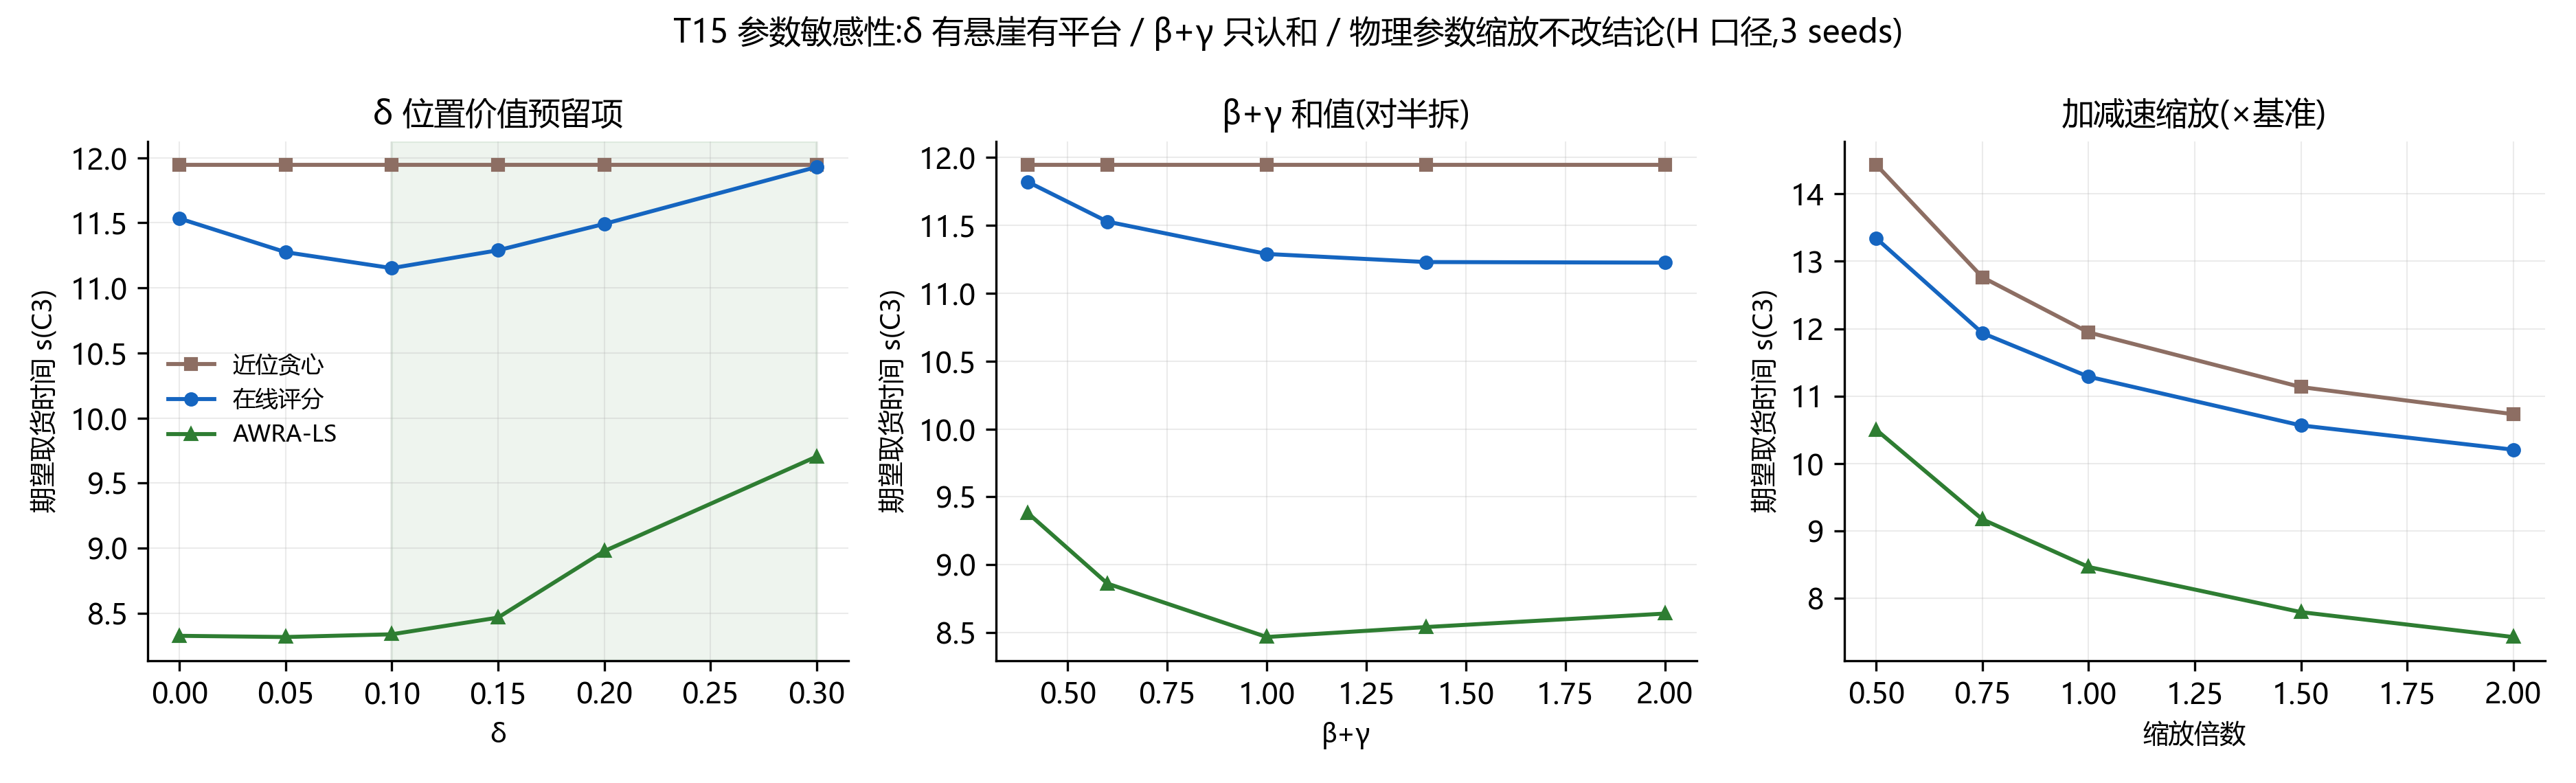 T15 参数敏感性:δ 有悬崖有平台 / β+γ 只认和 / 物理参数缩放不改结论(H 口径,3 seeds)
δ 位置价值预留项
期望取货时间 s(C3)
12.0
11.5
11.0
10.5
10.0
9.5
9.0
8.5
近位贪心
在线评分
AWRA-LS
0.00 0.05 0.10 0.15 0.20 0.25 0.30
δ
β+γ 和值(对半拆)
期望取货时间 s(C3)
12.0
11.5
11.0
10.5
10.0
9.5
9.0
8.5
0.50 0.75 1.00 1.25 1.50 1.75 2.00
β+γ
加减速缩放(×基准)
期望取货时间 s(C3)
14
13
12
11
10
9
8
0.50 0.75 1.00 1.25 1.50 1.75 2.00
缩放倍数